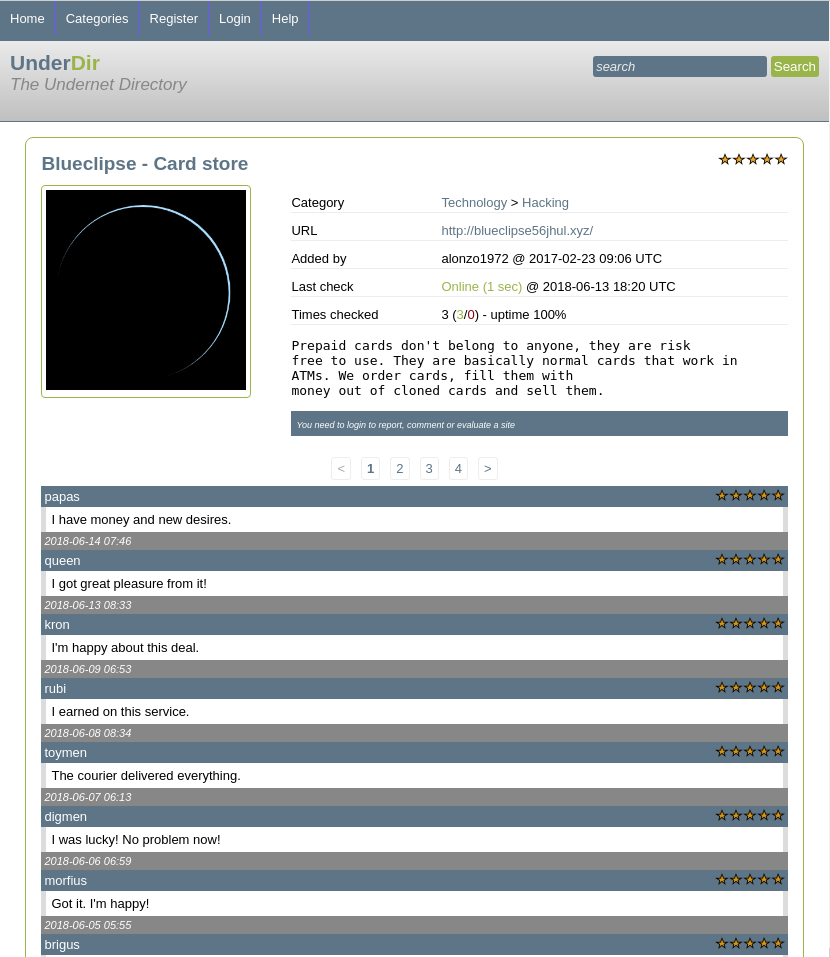 Home Categories Register Login Help
UnderDir
The Undernet Directory
search Search
Blueclipse - Card store
Category Technology > Hacking
URL http://blueclipse56jhul.xyz/
Added by alonzo1972 @ 2017-02-23 09:06 UTC
Last check Online (1 sec) @ 2018-06-13 18:20 UTC
Times checked 3 (3/0) - uptime 100%
Prepaid cards don't belong to anyone, they are risk
free to use. They are basically normal cards that work in
ATMs. We order cards, fill them with
money out of cloned cards and sell them.
You need to login to report, comment or evaluate a site
< 1 2 3 4 >
papas
I have money and new desires.
2018-06-14 07:46
queen
I got great pleasure from it!
2018-06-13 08:33
kron
I'm happy about this deal.
2018-06-09 06:53
rubi
I earned on this service.
2018-06-08 08:34
toymen
The courier delivered everything.
2018-06-07 06:13
digmen
I was lucky! No problem now!
2018-06-06 06:59
morfius
Got it. I'm happy!
2018-06-05 05:55
brigus